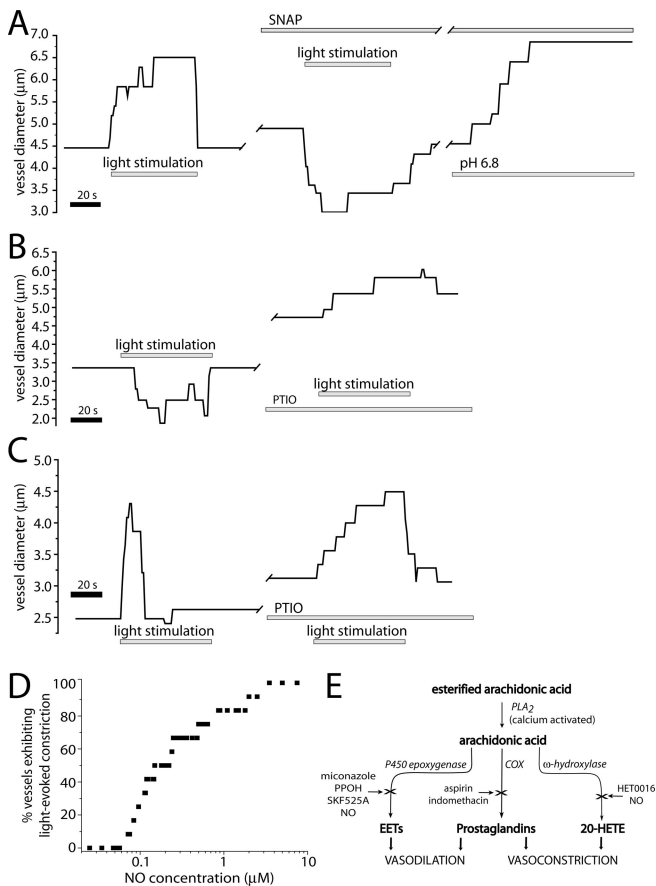 A
SNAP
light stimulation
vessel diameter (μm)
7.0
6.5
6.0
5.5
5.0
4.5
4.0
3.5
3.0
light stimulation
20 s
pH 6.8
B
vessel diameter (μm)
6.5
6.0
5.5
5.0
4.5
4.0
3.5
3.0
2.5
2.0
light stimulation
20 s
light stimulation
PTIO
C
vessel diameter (μm)
5.0
4.5
4.0
3.5
3.0
2.5
20 s
light stimulation
PTIO
light stimulation
D
% vessels exhibiting
light-evoked constriction
100
80
60
40
20
0
0.1
1
10
NO concentration (μM)
E
esterified arachidonic acid
PLA2
(calcium activated)
arachidonic acid
P450 epoxygenase
COX
ω-hydroxylase
miconazole
PPOH
SKF525A
NO
aspirin
indomethacin
HET0016
NO
EETs
Prostaglandins
20-HETE
VASODILATION
VASOCONSTRICTION